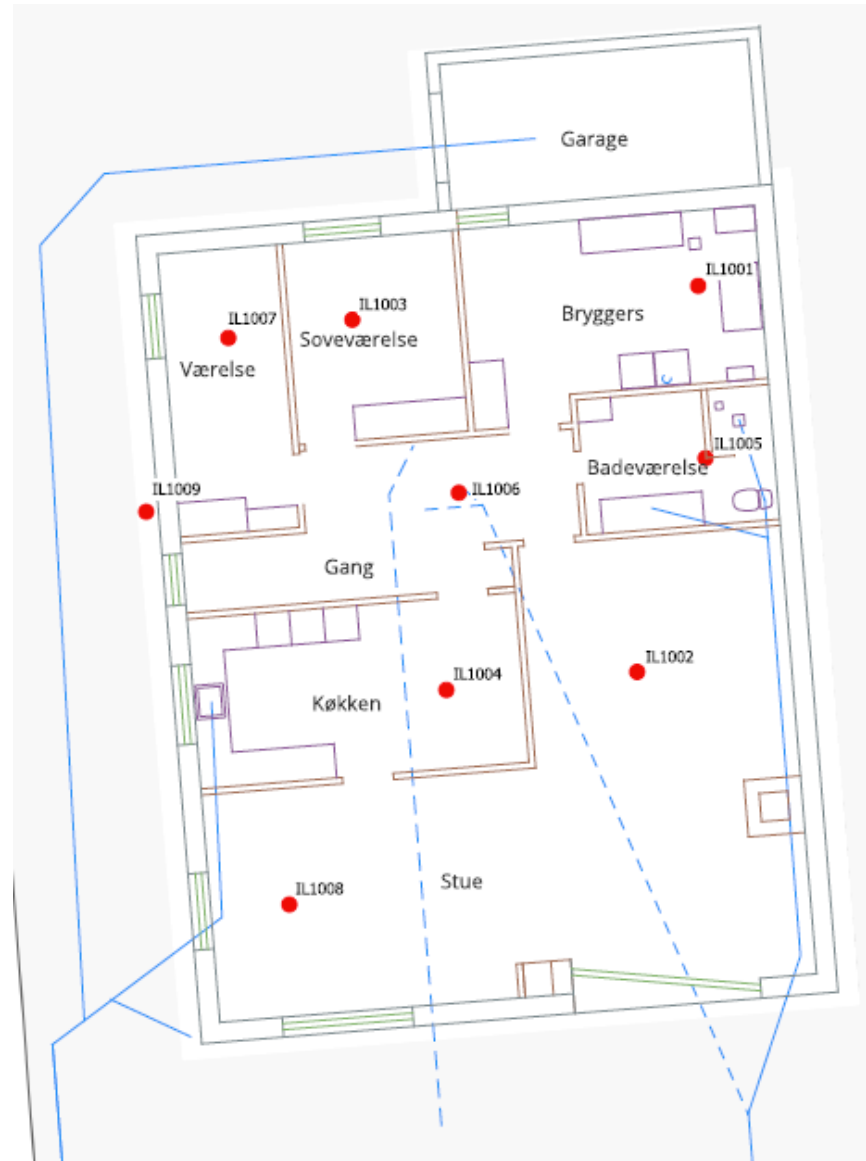 Garage
IL1001
IL1003
Bryggers
IL1007
Soveværelse
Værelse
IL1005
Badeværelse
IL1009
IL1006
Gang
IL1002
IL1004
Køkken
Stue
IL1008